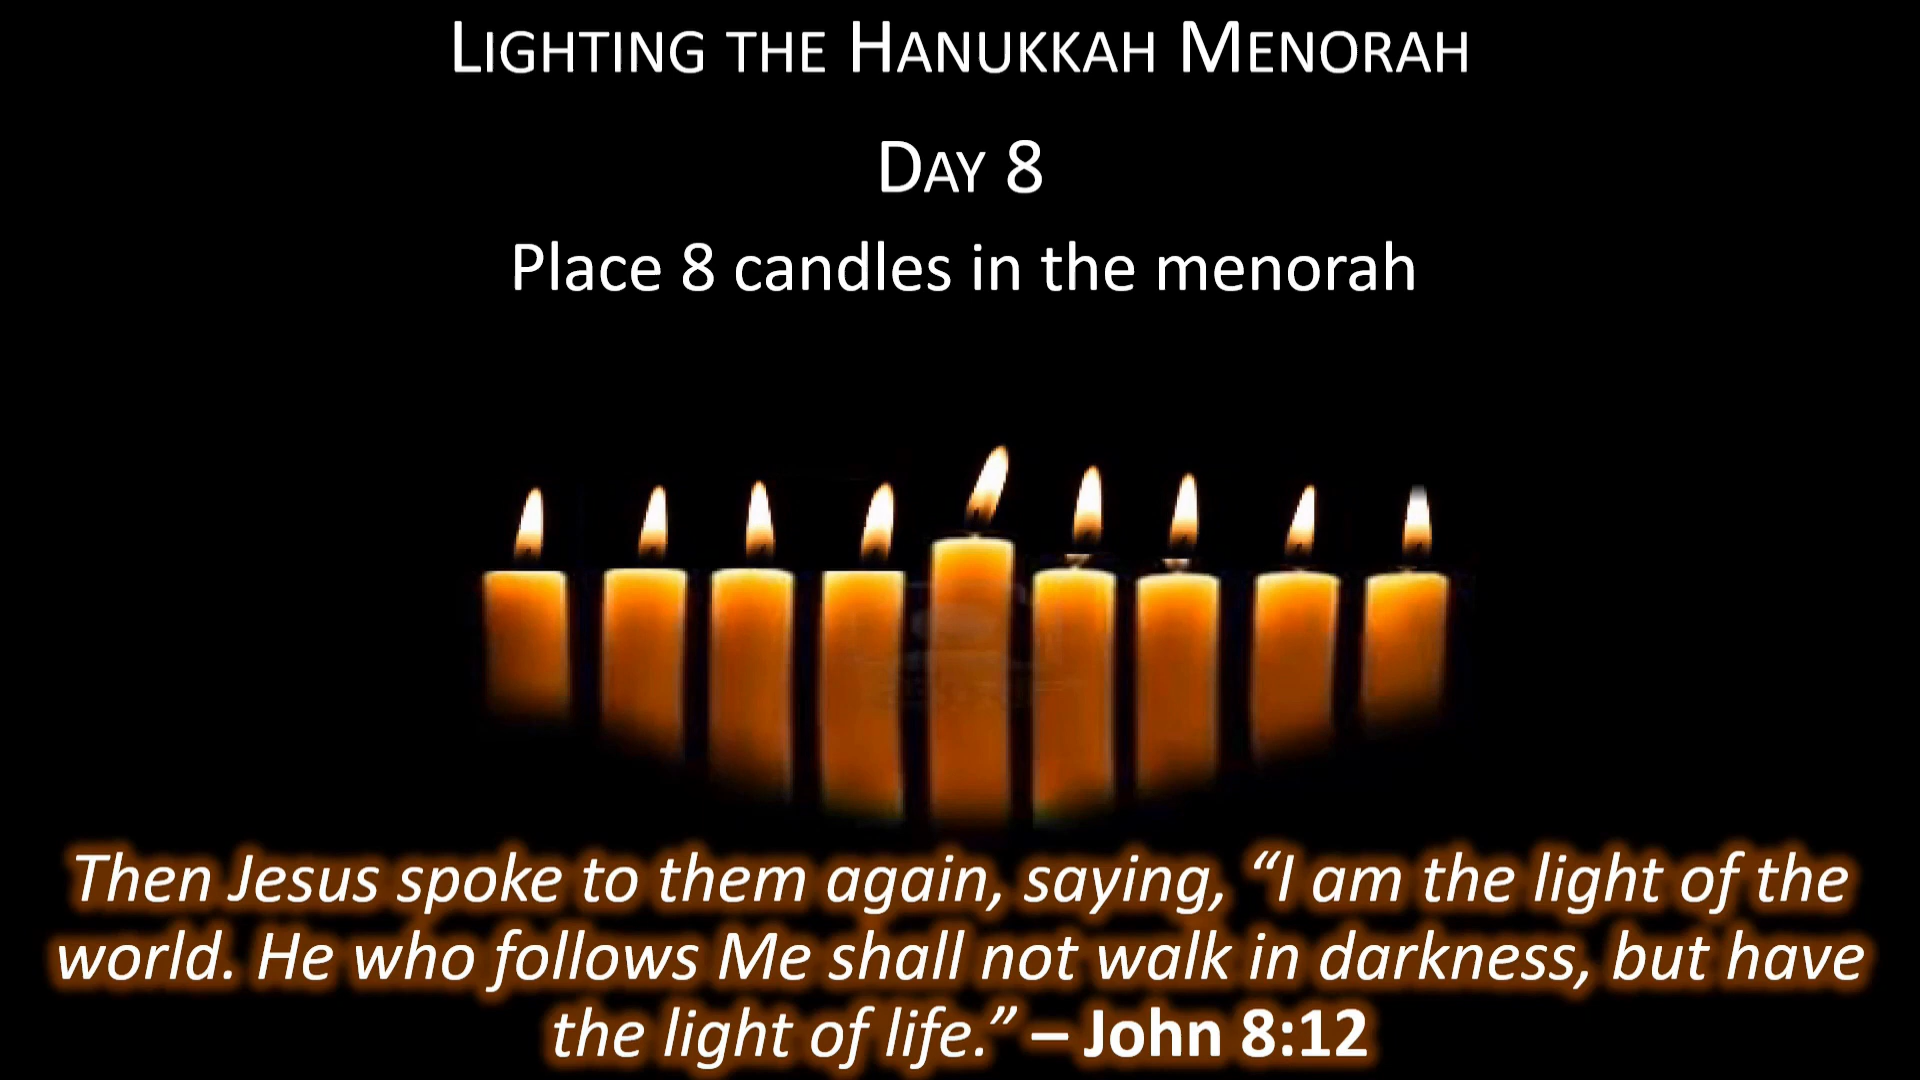 LIGHTING THE HANUKKAH MENORAH
DAY 8
Place 8 candles in the menorah
Then Jesus spoke to them again, saying, “I am the light of the
world. He who follows Me shall not walk in darkness, but have
the light of life.” – John 8:12